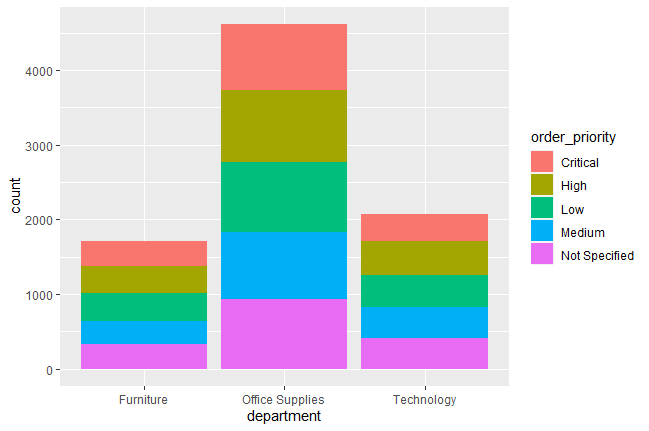 4000
3000
2000
1000
0
count
Furniture
Office Supplies
Technology
department
order_priority
Critical
High
Low
Medium
Not Specified